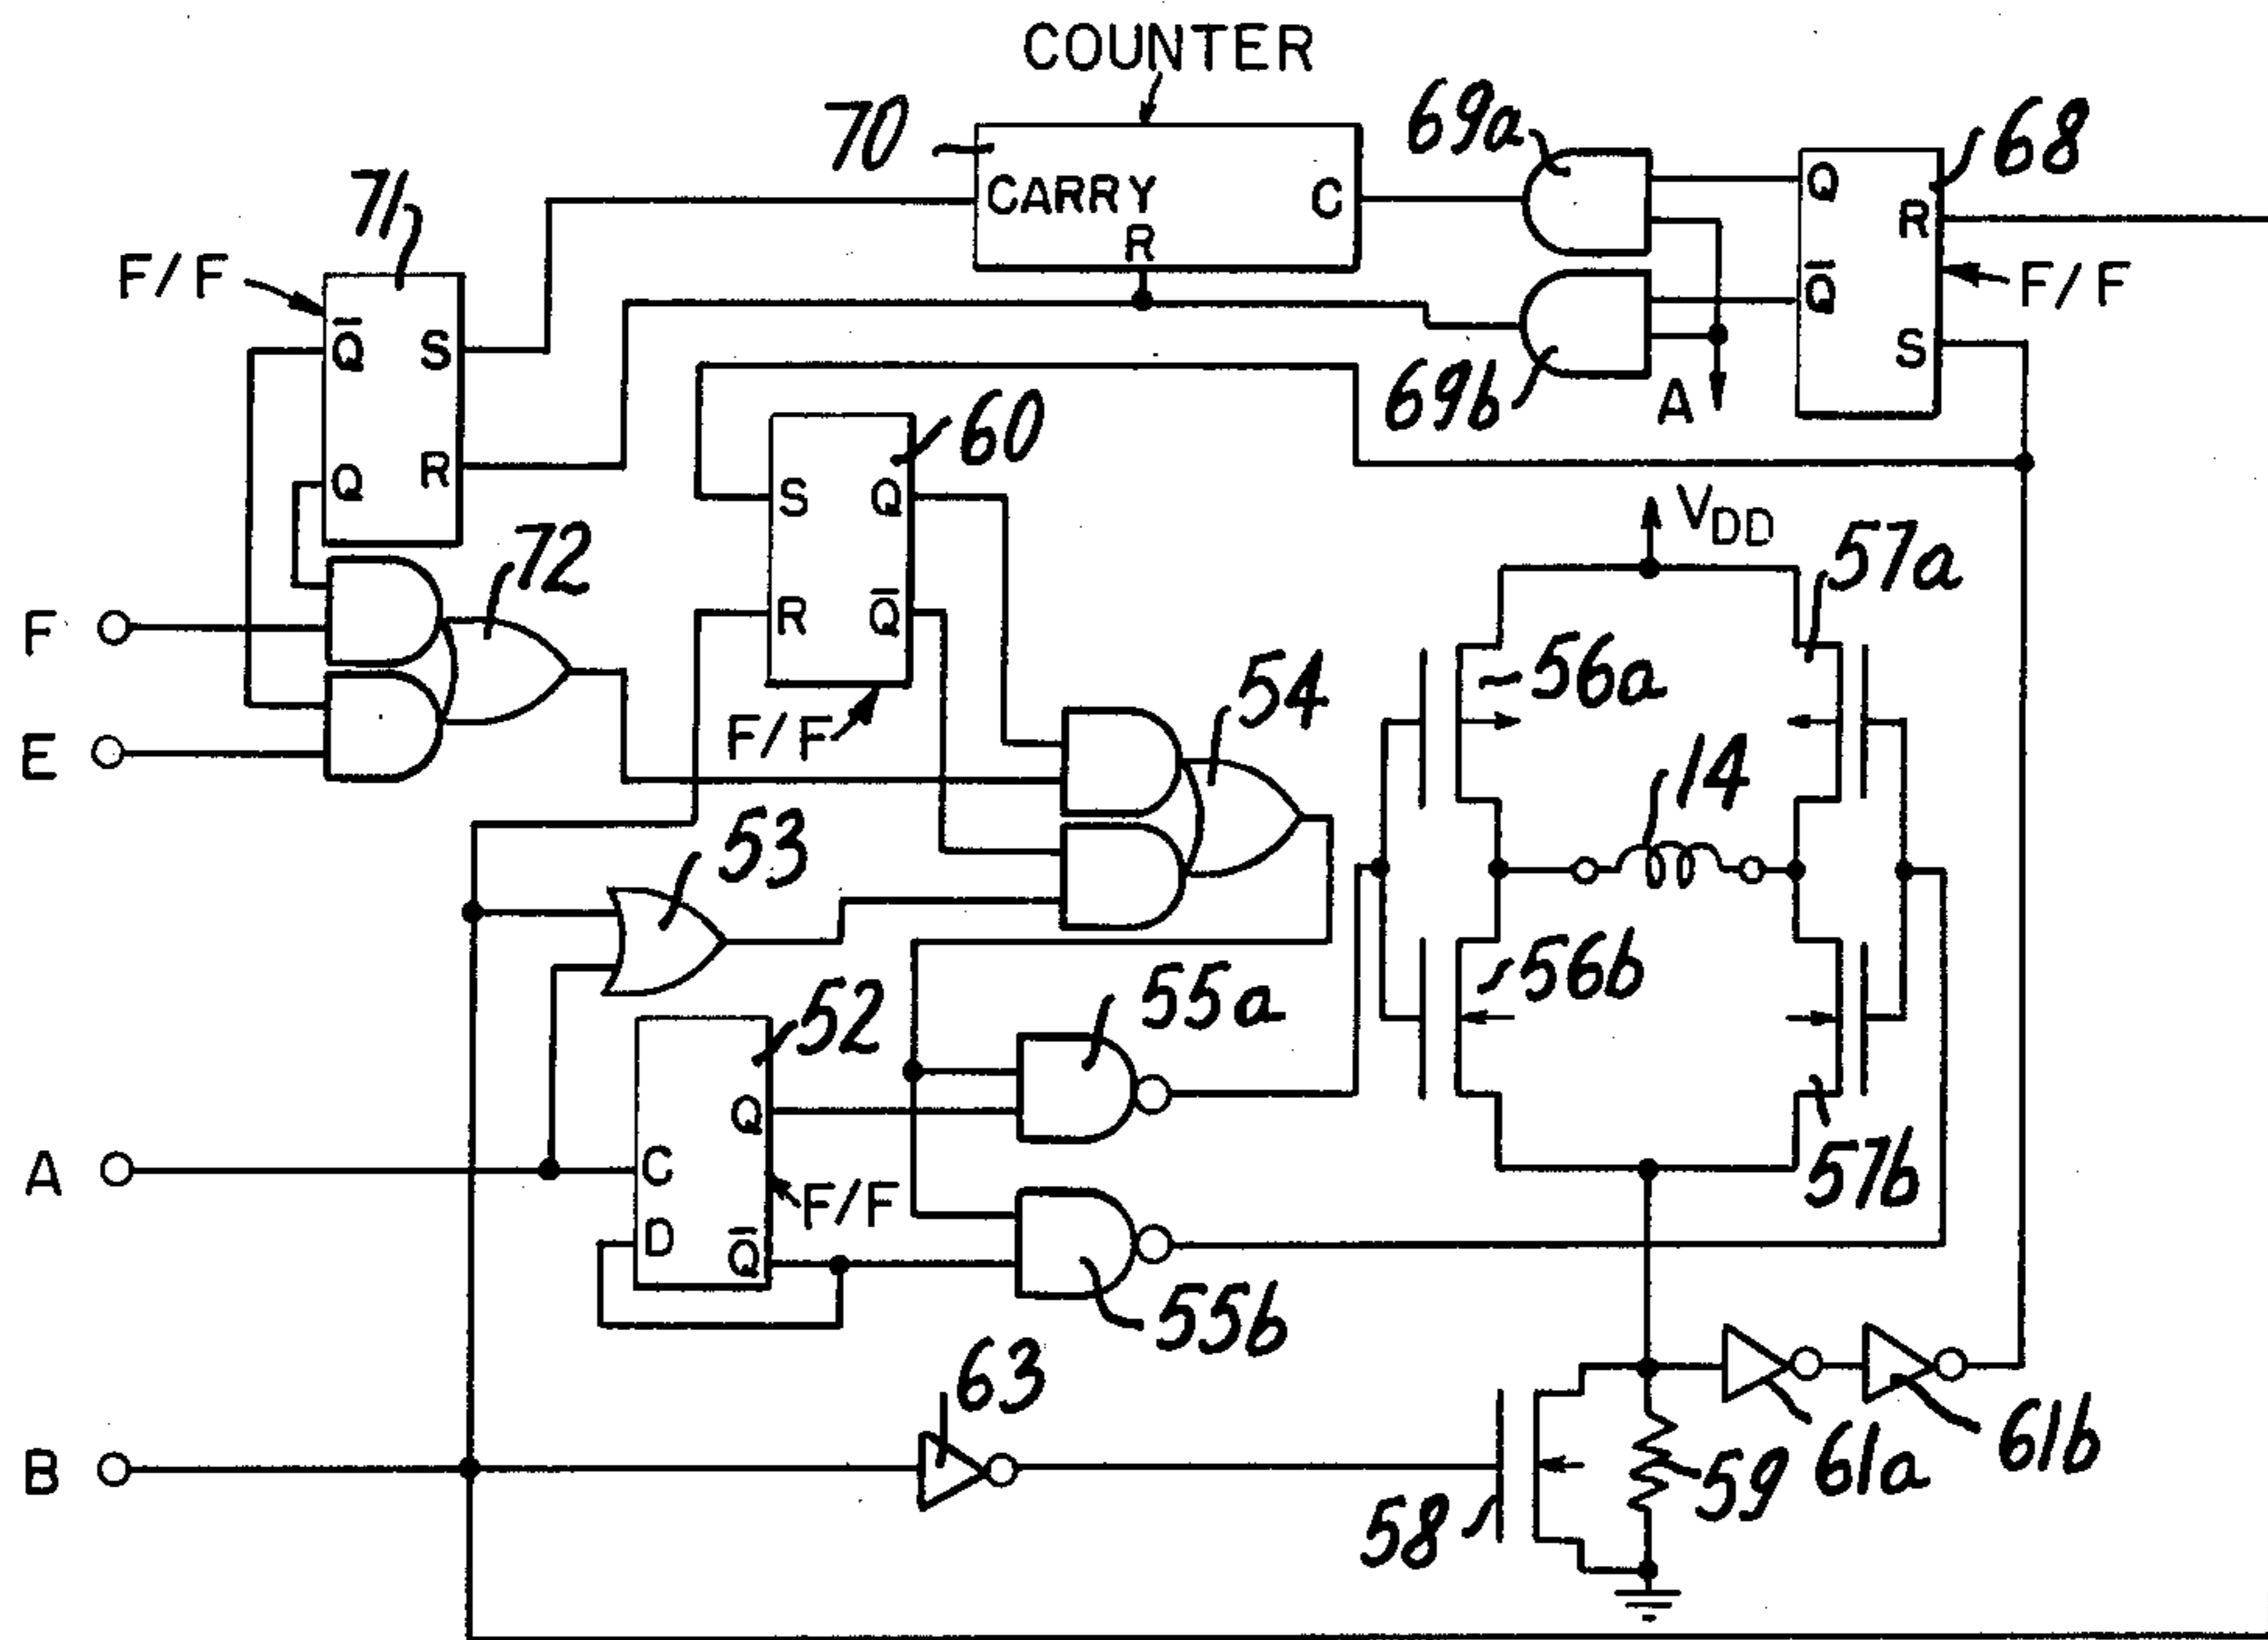 COUNTER
70
69a
68
71
CARRY
C
Q
R
R
F/F
Q̅
F/F
Q̅
S
S
A
69b
60
Q
R
S
Q
VDD
57a
72
F
R
Q̅
56a
54
E
F/F
14
53
52
55a
56b
Q
A
C
57b
F/F
D
Q̅
55b
63
B
58
59
61a
61b